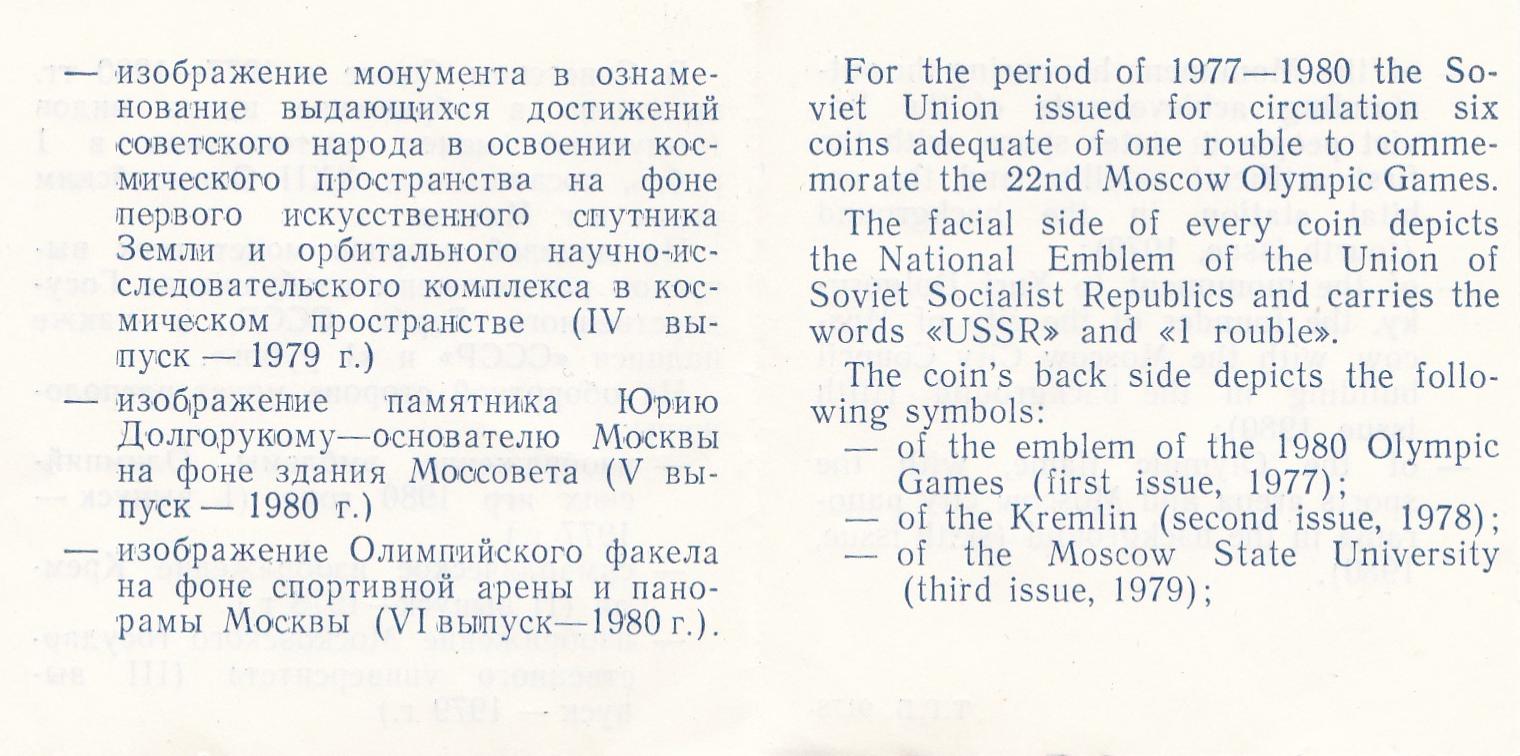 — изображение монумента в ознаме-
нование выдающихся достижений
советского народа в освоении кос-
мического пространства на фоне
первого искусственного спутника
Земли и орбитального научно-ис-
следовательского комплекса в кос-
мическом пространстве (IV вы-
пуск — 1979 г.)
— изображение памятника Юрию
Долгорукому—основателю Москвы
на фоне здания Моссовета (V вы-
пуск — 1980 г.)
— изображение Олимпийского факела
на фоне спортивной арены и пано-
рамы Москвы (VI выпуск—1980 г.).
For the period of 1977—1980 the So-
viet Union issued for circulation six
coins adequate of one rouble to comme-
morate the 22nd Moscow Olympic Games.
The facial side of every coin depicts
the National Emblem of the Union of
Soviet Socialist Republics and carries the
words «USSR» and «1 rouble».
The coin's back side depicts the follo-
wing symbols:
— of the emblem of the 1980 Olympic
Games (first issue, 1977);
— of the Kremlin (second issue, 1978);
— of the Moscow State University
(third issue, 1979);